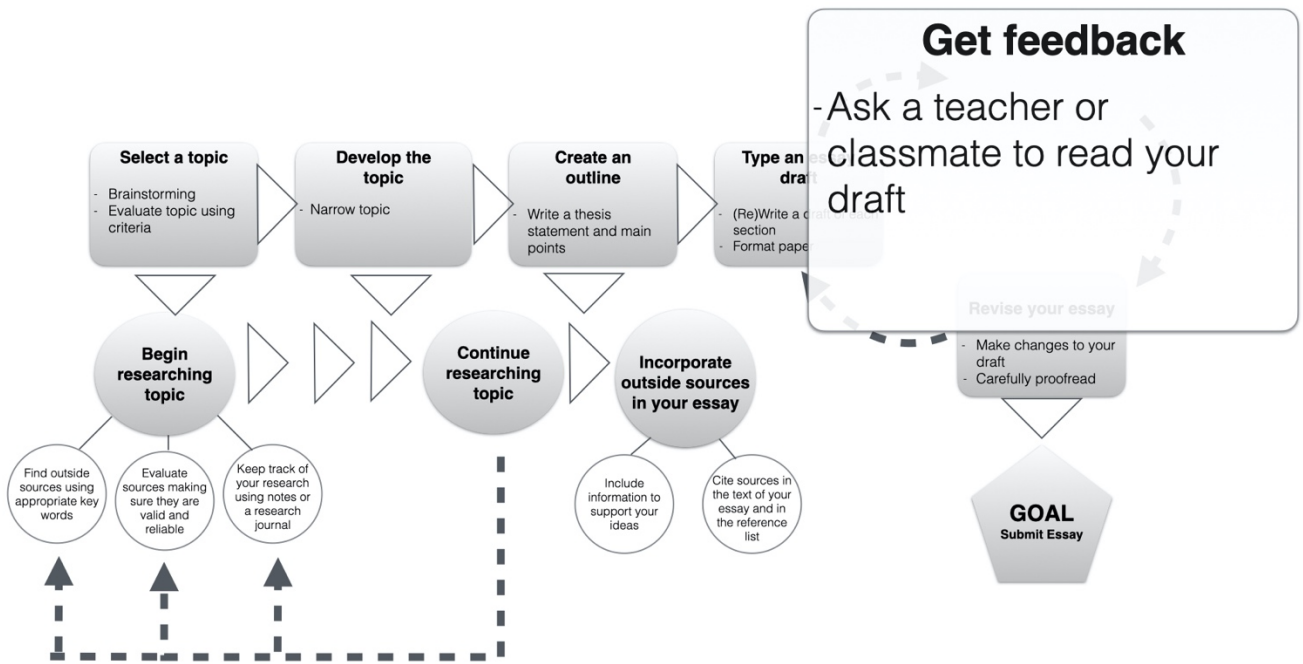 Get feedback
-Ask a teacher or
classmate to read your
draft
Select a topic
- Brainstorming
- Evaluate topic using
criteria
Develop the
topic
- Narrow topic
Create an
outline
- Write a thesis
statement and main
points
Type an essay
draft
- (Re)Write a draft of each
section
- Format paper
Revise your essay
- Make changes to your
draft
- Carefully proofread
Begin
researching
topic
Continue
researching
topic
Incorporate
outside sources
in your essay
Find outside
sources using
appropriate key
words
Evaluate
sources making
sure they are
valid and
reliable
Keep track of
your research
using notes or
a research
journal
Include
information to
support your
ideas
Cite sources in
the text of your
essay and in
the reference
list
GOAL
Submit Essay